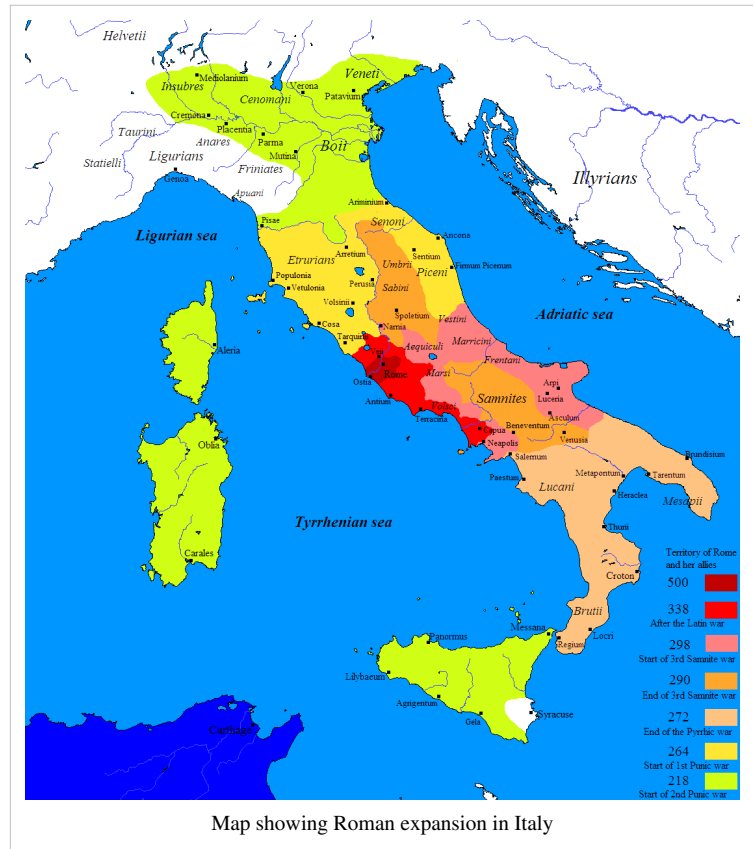 Helvetii
Mediolanium
Insubres
Cenomani
Verona
Veneti
Patavium
Cremona
Placentia
Taurini
Anares
Parma
Boii
Statielli
Ligurians
Mutina
Friniates
Genoa
Apuani
Illyrians
Ariminium
Senoni
Pisae
Ligurian sea
Ancona
Etrurians
Arretium
Umbrii
Sentium
Piceni
Firmum Picenum
Populonia
Vetulonia
Perusia
Sabini
Volsinii
Spoletium
Vestini
Adriatic sea
Cosa
Narnia
Tarquinii
Aequiculi
Marricini
Aleria
Veii
Frentani
Rome
Marsi
Ostia
Arpi
Luceria
Antium
Volsci
Samnites
Terracina
Asculum
Capua
Beneventum
Venusia
Oblia
Neapolis
Salernum
Brundisium
Paestum
Lucani
Metapontum
Tarentum
Heraclea
Mesapii
Tyrrhenian sea
Thurii
Carales
Croton
Brutii
Messana
Locri
Regium
Panormus
Lilybaeum
Agrigentum
Gela
Syracuse
Carthage
Territory of Rome
and her allies
500
338
After the Latin war
298
Start of 3rd Samnite war
290
End of 3rd Samnite war
272
End of the Pyrrhic war
264
Start of 1st Punic war
218
Start of 2nd Punic war
Map showing Roman expansion in Italy